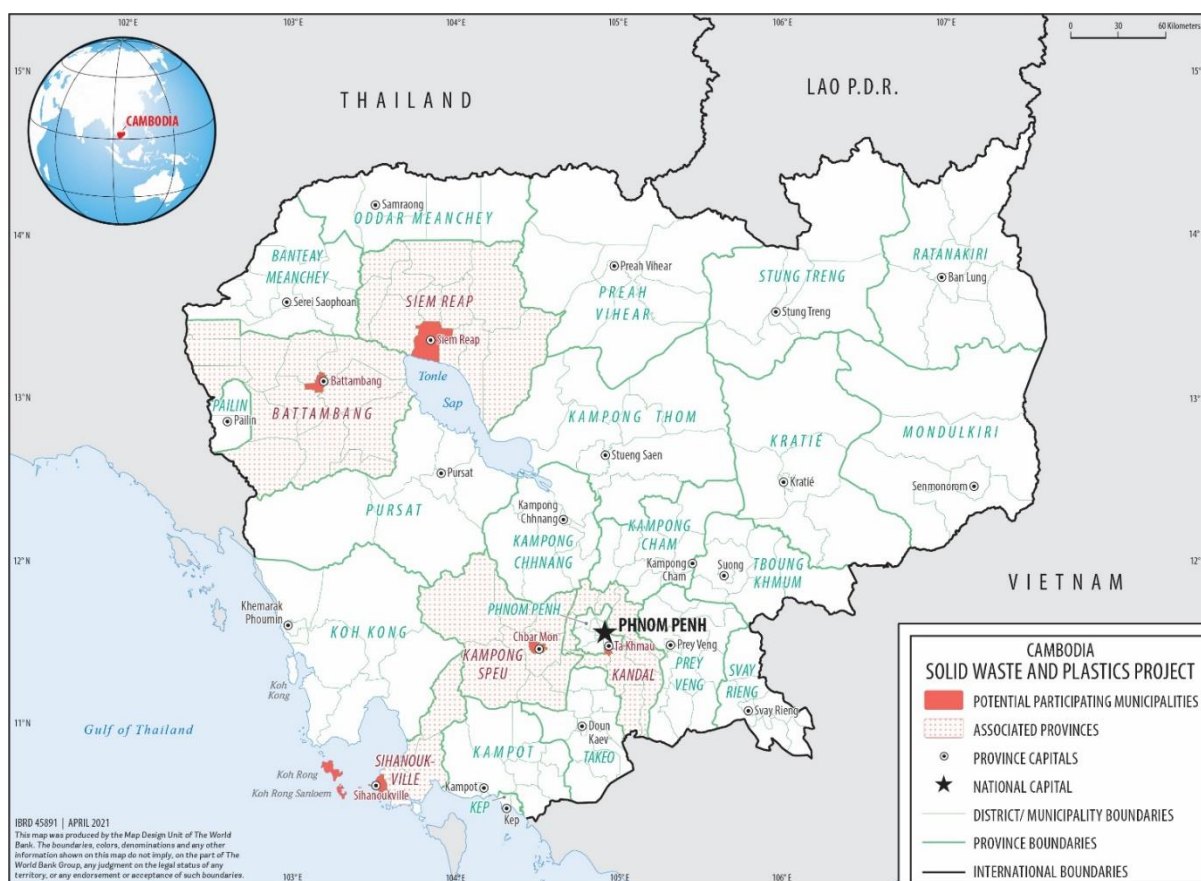 102°E
103°E
104°E
105°E
106°E
107°E
0 30 60 Kilometers
15°N
15°
THAILAND
LAO P.D.R.
CAMBODIA
Samraong
ODDAR MEANCHEY
14°N
14°
BANTEAY
MEANCHEY
Serei Saophoan
SIEM REAP
Siem Reap
Preah Vihear
PREAH
VIHEAR
STUNG TRENG
Stung Treng
RATANAKIRI
Ban Lung
Battambang
BATTAMBANG
Tonle
Sap
13°N
13°N
PAILIN
Pailin
KAMPONG THOM
Stueng Saen
KRATIÉ
Kratié
MONDULKIRI
Senmonorom
Pursat
PURSAT
Kampong
Chhnang
KAMPONG
CHHNANG
KAMPONG
CHAM
Kampong
Cham
Suong
TBOUNG
KHMUM
12°N
12°
VIETNAM
Khemarak
Phoumin
KOH KONG
Koh
Kong
PHNOM PENH
PHNOM PENH
Chbar Mon
KAMPONG
SPEU
Ta Khmau
KANDAL
Prey Veng
PREY
VENG
SVAY
RIENG
Svay Rieng
11°N
Gulf of Thailand
Doun
Kaev
TAKEO
KAMPOT
Kampot
KEP
Kep
SIHANOUK-
VILLE
Sihanoukville
Koh Rong
Koh Rong Sanloem
CAMBODIA
SOLID WASTE AND PLASTICS PROJECT
POTENTIAL PARTICIPATING MUNICIPALITIES
ASSOCIATED PROVINCES
PROVINCE CAPITALS
NATIONAL CAPITAL
DISTRICT/ MUNICIPALITY BOUNDARIES
PROVINCE BOUNDARIES
INTERNATIONAL BOUNDARIES
IBRD 45891 | APRIL 2021
This map was produced by the Map Design Unit of The World
Bank. The boundaries, colors, denominations and any other
information shown on this map do not imply, on the part of The
World Bank Group, any judgment on the legal status of any
territory, or any endorsement or acceptance of such boundaries.
103°E
104°E
105°E
106°E